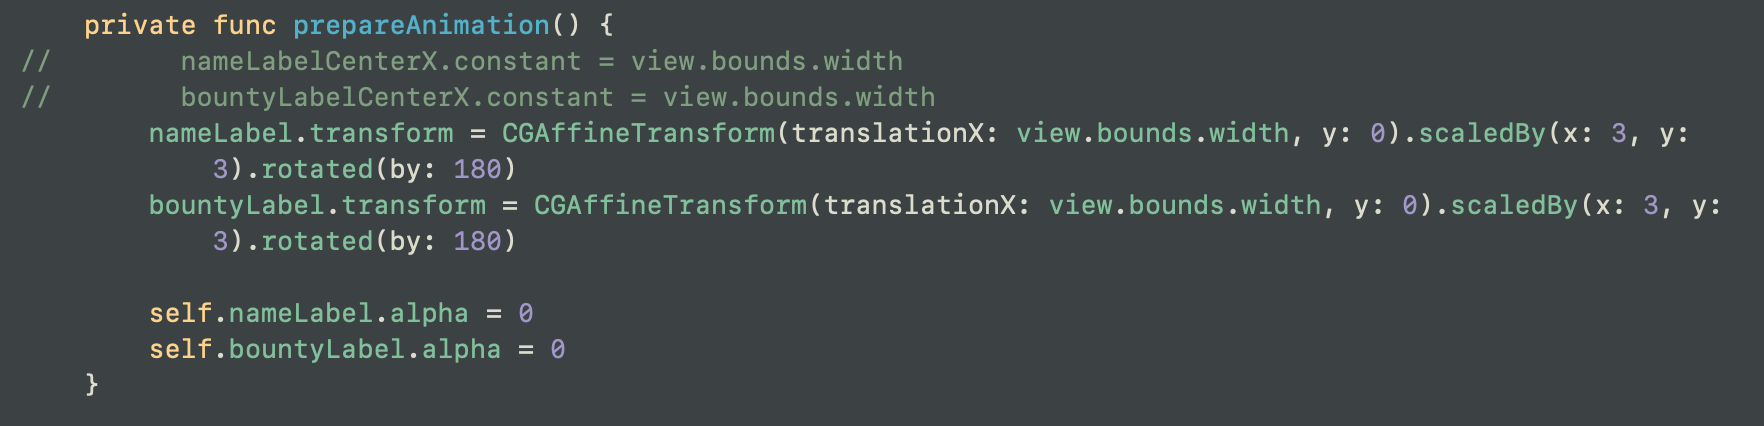 private func prepareAnimation() {
//        nameLabelCenterX.constant = view.bounds.width
//        bountyLabelCenterX.constant = view.bounds.width
nameLabel.transform = CGAffineTransform(translationX: view.bounds.width, y: 0).scaledBy(x: 3, y:
3).rotated(by: 180)
bountyLabel.transform = CGAffineTransform(translationX: view.bounds.width, y: 0).scaledBy(x: 3, y:
3).rotated(by: 180)
self.nameLabel.alpha = 0
self.bountyLabel.alpha = 0
}